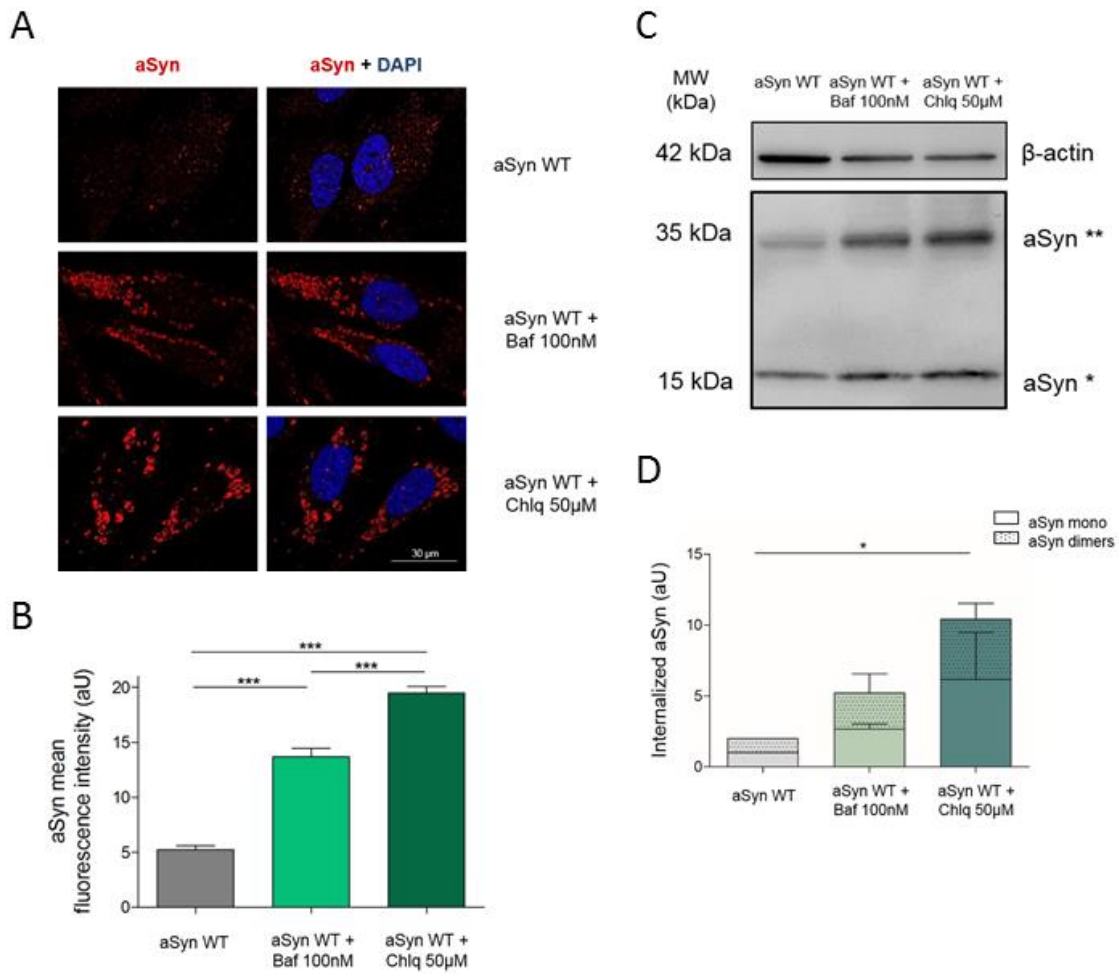 A
aSyn
aSyn + DAPI
aSyn WT
aSyn WT +
Baf 100nM
aSyn WT +
Chlq 50µM
30 µm
B
***
***
***
aSyn mean
fluorescence intensity (aU)
20
15
10
5
0
aSyn WT
aSyn WT +
Baf 100nM
aSyn WT +
Chlq 50µM
C
MW
(kDa)
aSyn WT
aSyn WT +
Baf 100nM
aSyn WT +
Chlq 50µM
42 kDa
β-actin
35 kDa
aSyn **
15 kDa
aSyn *
D
aSyn mono
aSyn dimers
*
Internalized aSyn (aU)
15
10
5
0
aSyn WT
aSyn WT +
Baf 100nM
aSyn WT +
Chlq 50µM